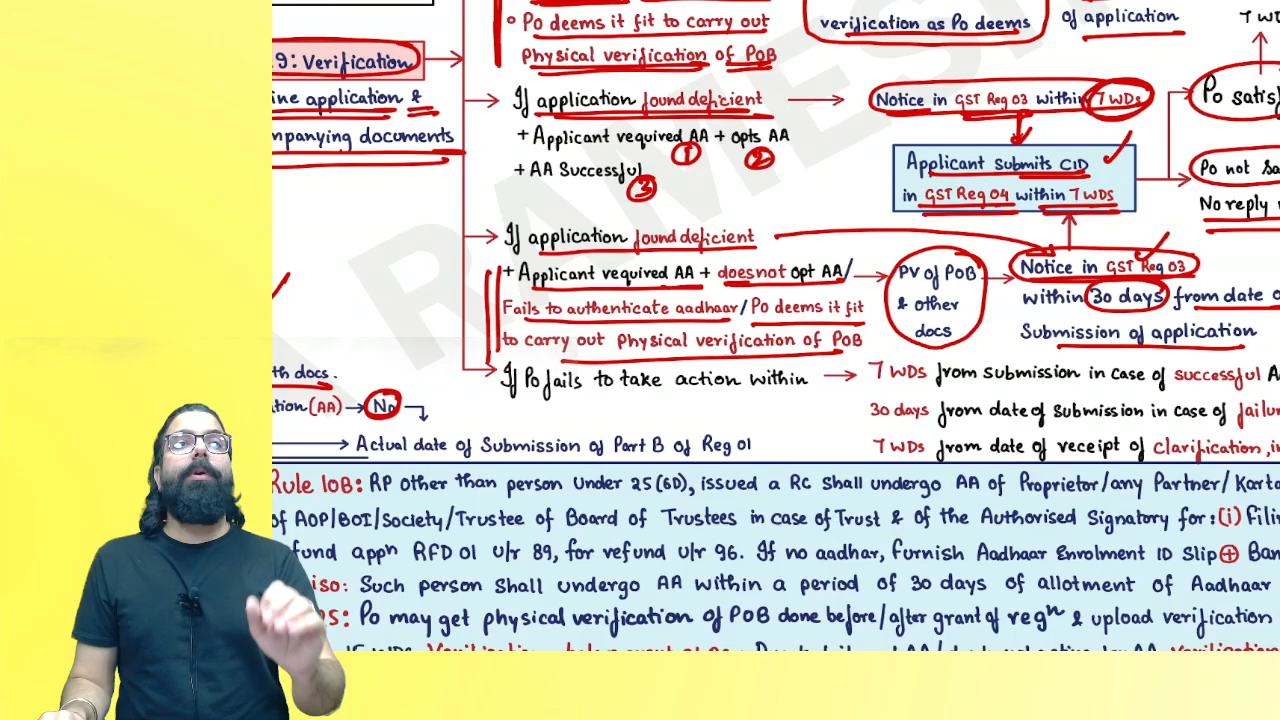 Po deems it fit to carry out
Physical verification of PoB
verification as Po deems
of application
7 WD
9: Verification
ine application &
mpanying documents
If application found deficient
+ Applicant required AA + opts AA
1 2
+ AA Successful
3
Notice in GST Reg 03 within 7 WDs
Applicant submits CID
in GST Reg 04 within 7 WDs
Po satisf
Po not sa
No reply
If application found deficient
+ Applicant required AA + does not opt AA/
Fails to authenticate aadhaar/Po deems it fit
to carry out Physical verification of PoB
PV of PoB
& other
docs
Notice in GST Reg 03
within 30 days from date o
Submission of application
If Po fails to take action within
7 WDs from submission in case of successful A
30 days from date of submission in case of failu
7 WDs from date of receipt of clarification, in
th docs.
ation (AA) No
Actual date of Submission of Part B of Reg 01
Rule 10B: RP other than person under 25(6D), issued a RC shall undergo AA of Proprietor/any Partner/Karta
of AOP/BOI/Society/Trustee of Board of Trustees in case of Trust & of the Authorised Signatory for: (i) Filin
fund appn RFD 01 u/r 89, for refund u/r 96. If no aadhar, furnish Aadhaar Enrolment ID Slip + Ban
iso: Such person shall undergo AA within a period of 30 days of allotment of Aadhaar
5: Po may get physical verification of POB done before/after grant of regn & upload verification
RAMES